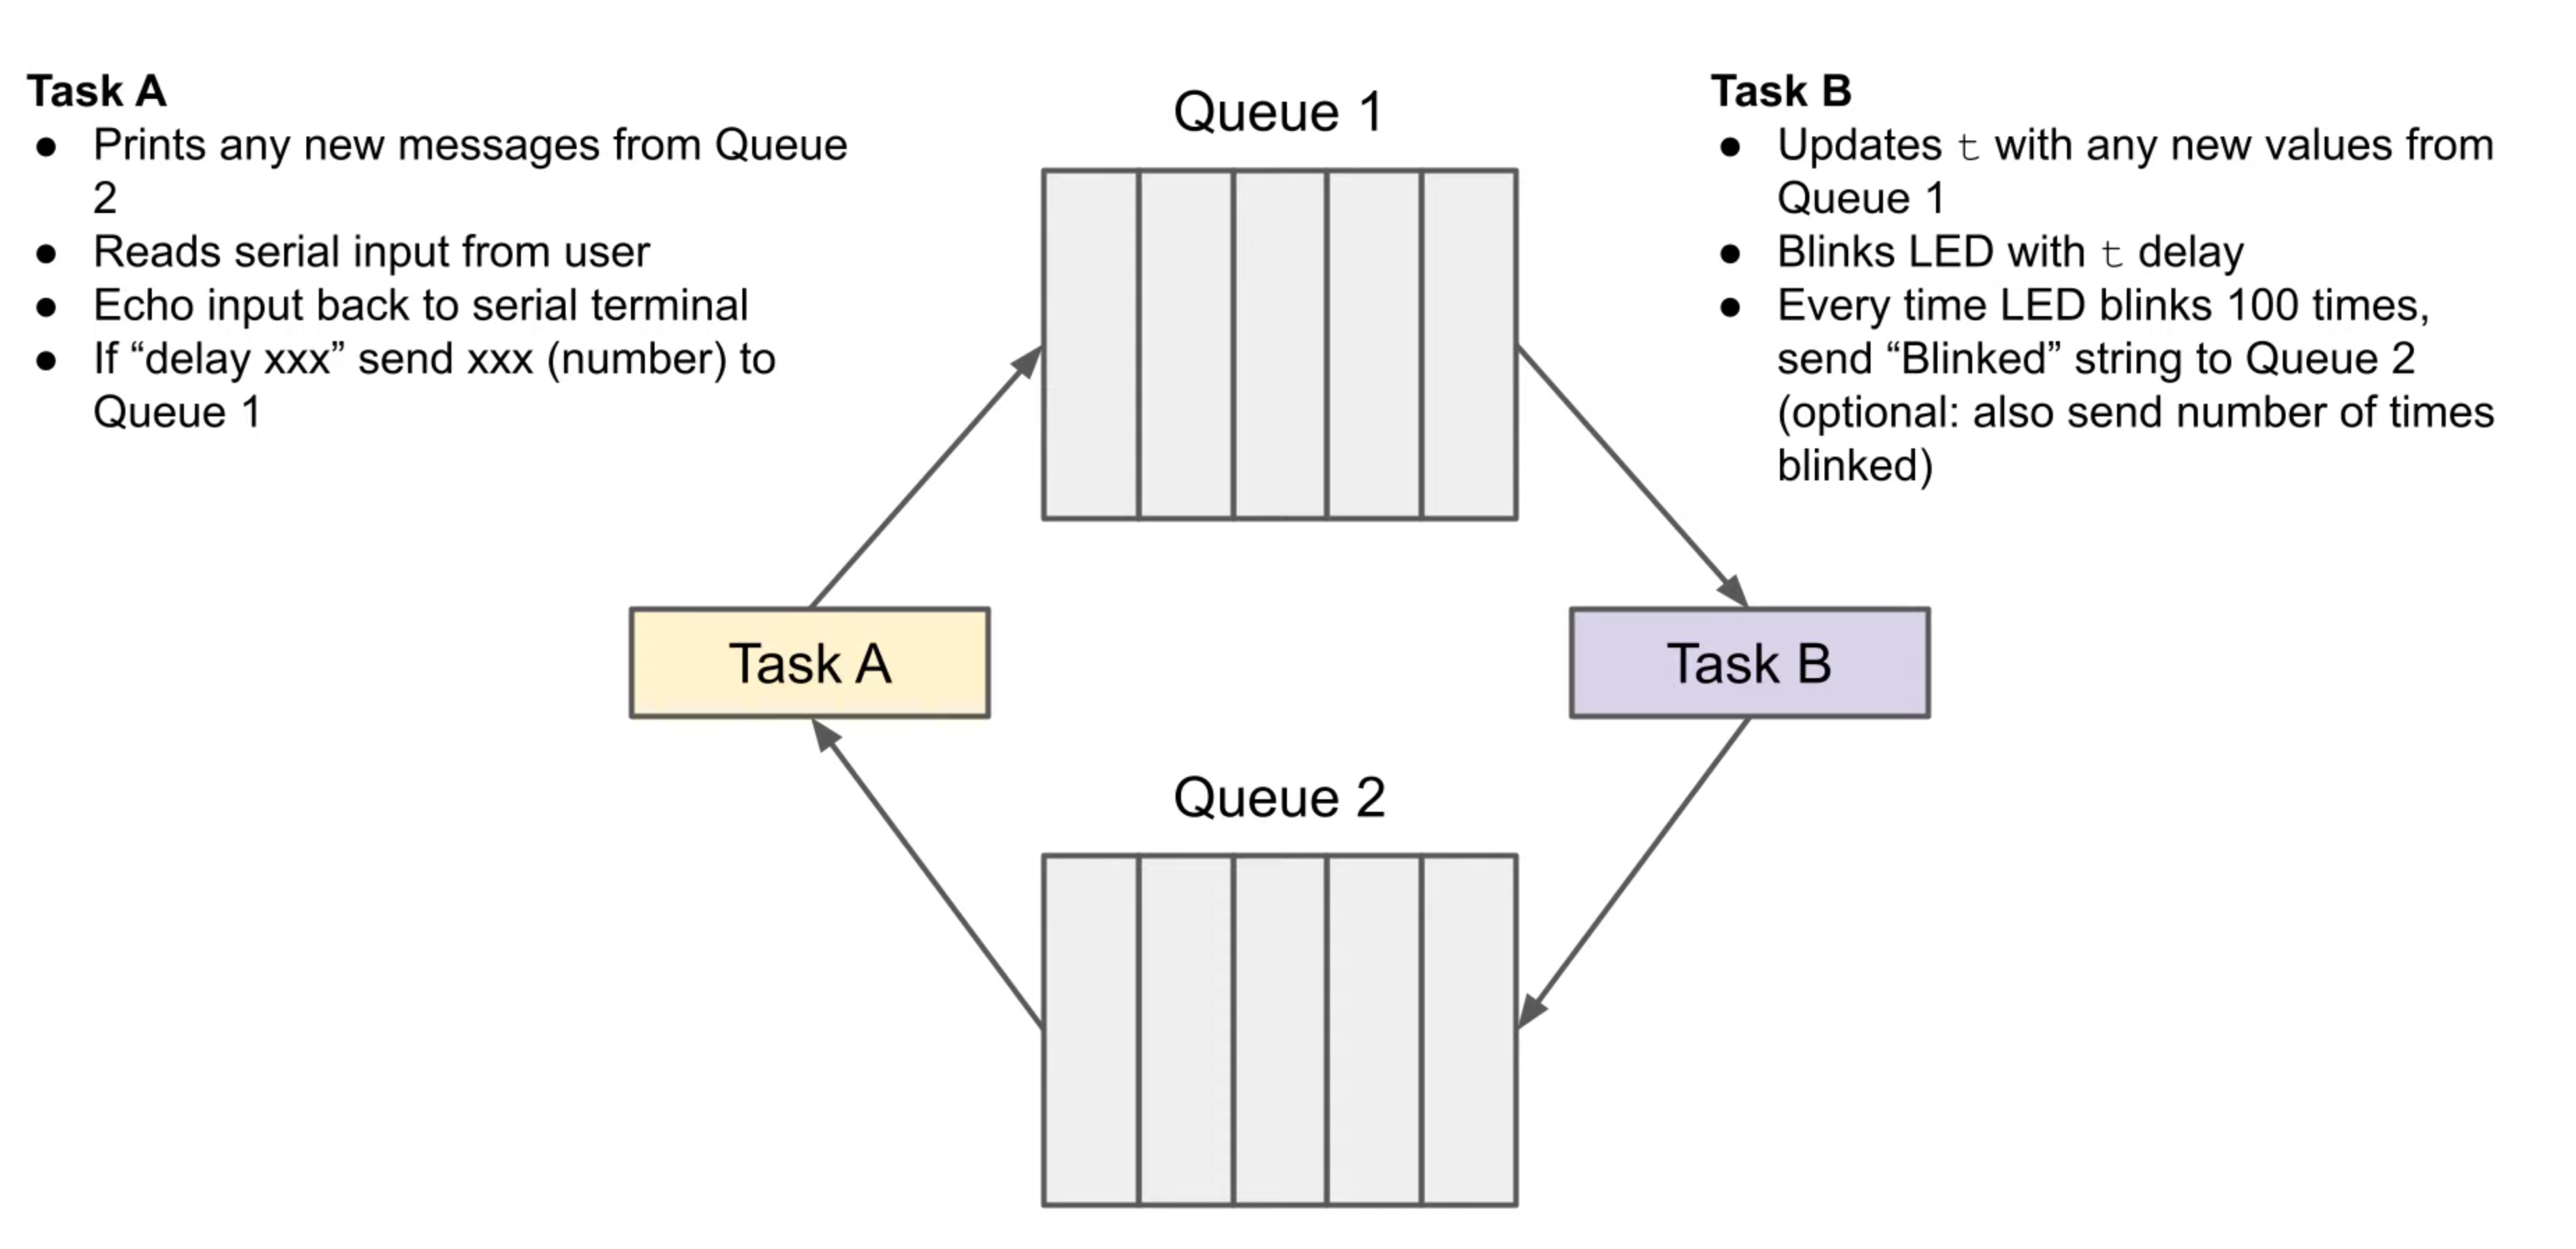 Task A
● Prints any new messages from Queue
2
● Reads serial input from user
● Echo input back to serial terminal
● If “delay xxx” send xxx (number) to
Queue 1
Queue 1
Task B
● Updates t with any new values from
Queue 1
● Blinks LED with t delay
● Every time LED blinks 100 times,
send “Blinked” string to Queue 2
(optional: also send number of times
blinked)
Task A
Task B
Queue 2